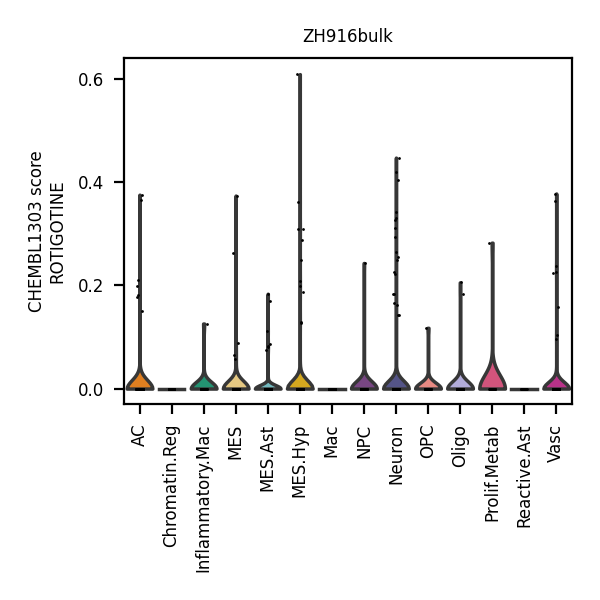 ZH916bulk
CHEMBL1303 score
ROTIGOTINE
0.6
0.4
0.2
0.0
AC
Chromatin.Reg
Inflammatory.Mac
MES
MES.Ast
MES.Hyp
Mac
NPC
Neuron
OPC
Oligo
Prolif.Metab
Reactive.Ast
Vasc